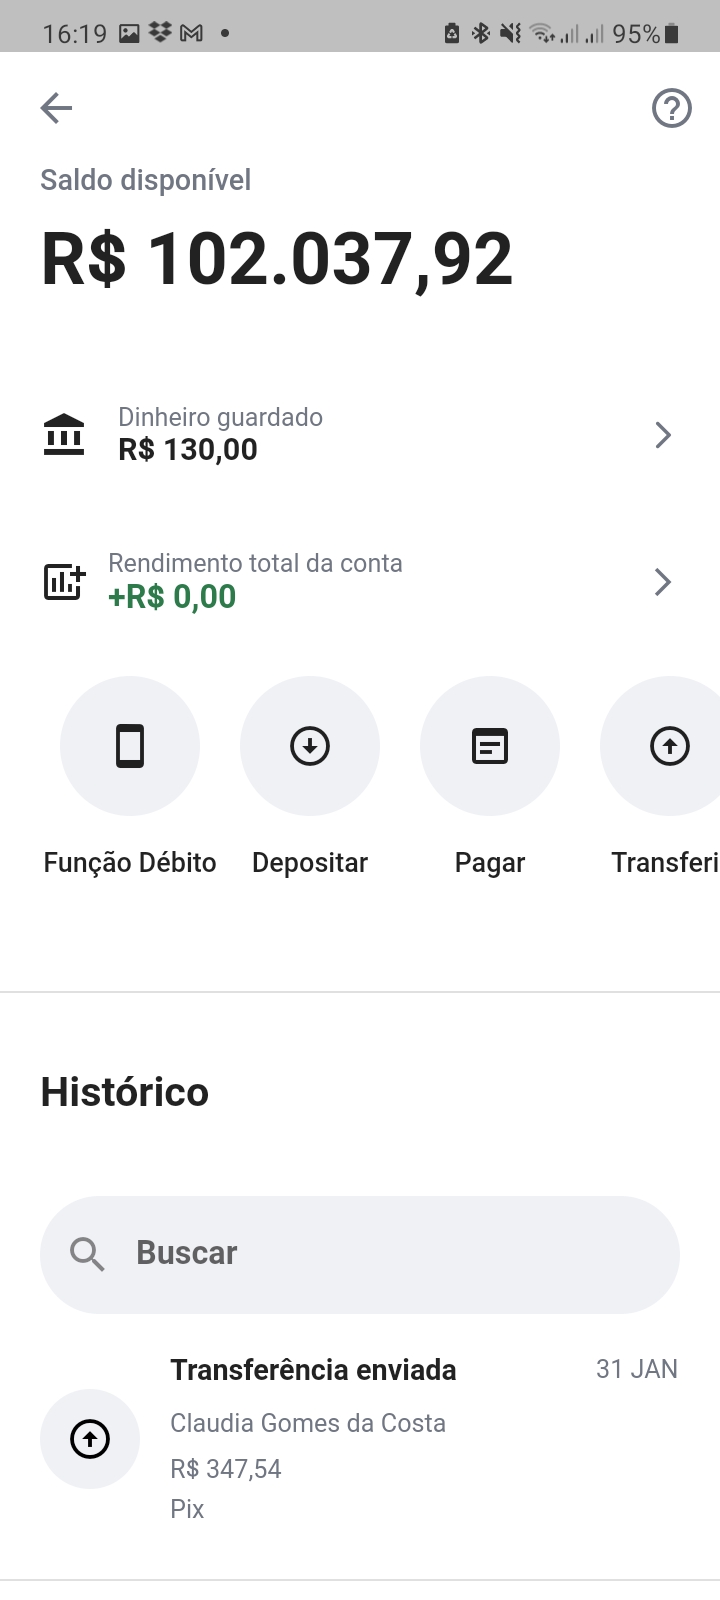 16:19 95%
Saldo disponível
R$ 102.037,92
Dinheiro guardado
R$ 130,00
Rendimento total da conta
+R$ 0,00
Função Débito Depositar Pagar Transferi
Histórico
Buscar
Transferência enviada 31 JAN
Claudia Gomes da Costa
R$ 347,54
Pix